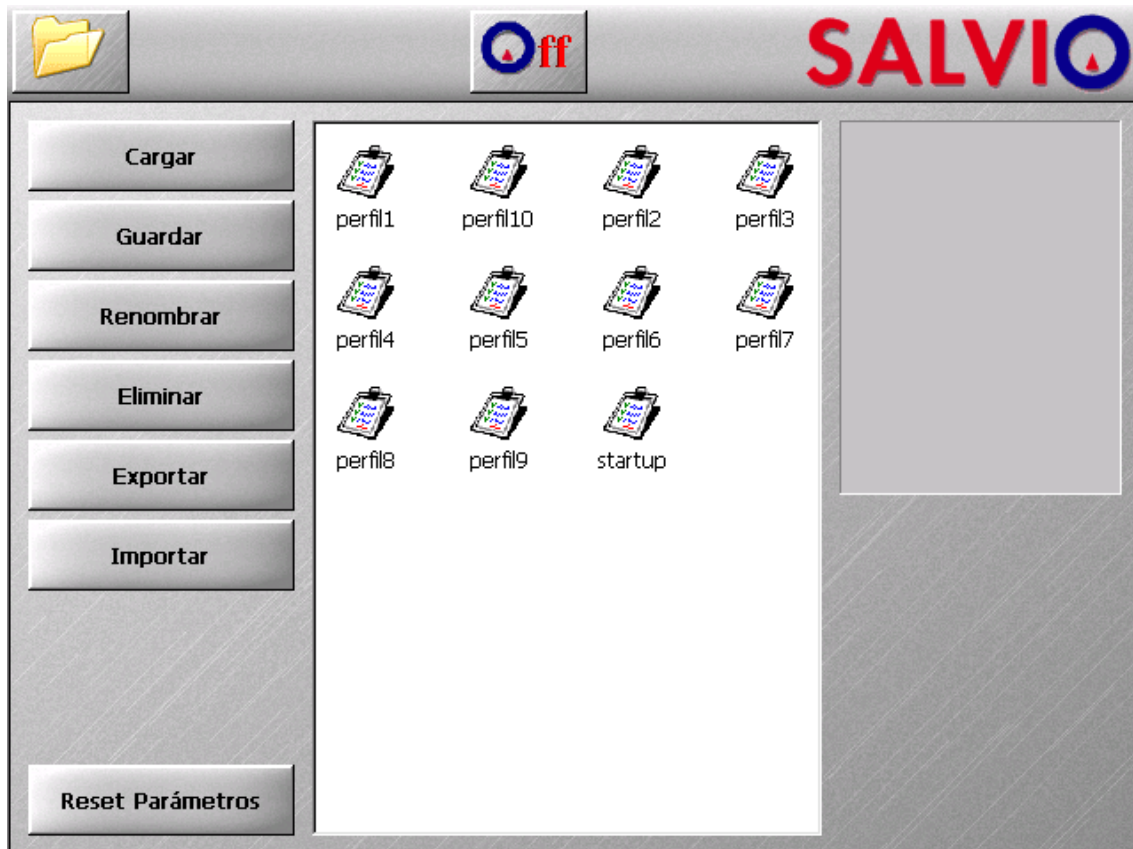 Off
SALVIO
Cargar
Guardar
Renombrar
Eliminar
Exportar
Importar
Reset Parámetros
perfil1 perfil10 perfil2 perfil3
perfil4 perfil5 perfil6 perfil7
perfil8 perfil9 startup